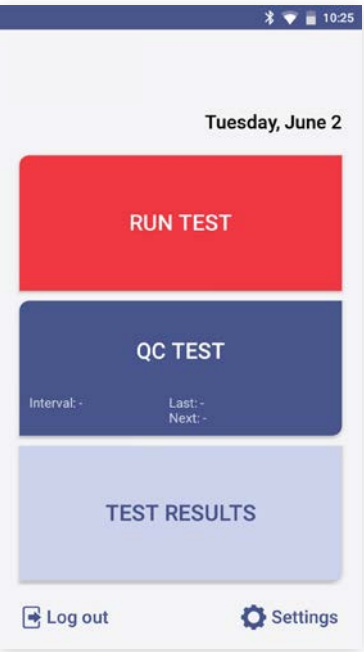 10:25
Tuesday, June 2
RUN TEST
QC TEST
Interval: - Last: -
Next: -
TEST RESULTS
Log out Settings